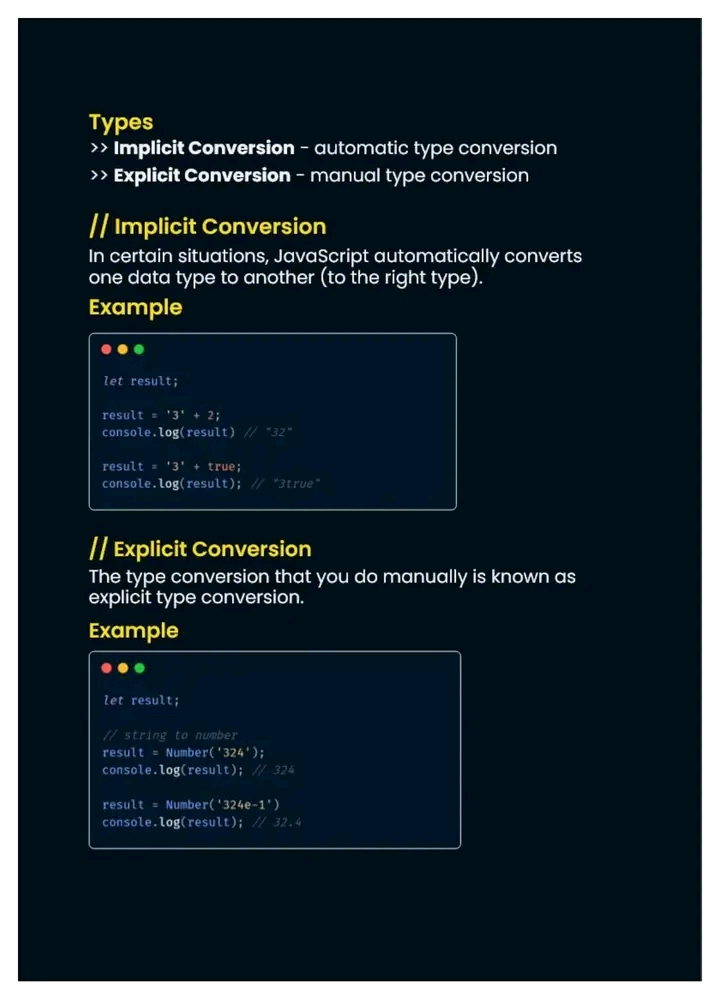 Types
>> Implicit Conversion - automatic type conversion
>> Explicit Conversion - manual type conversion
// Implicit Conversion
In certain situations, JavaScript automatically converts
one data type to another (to the right type).
Example
let result;
result = '3' + 2;
console.log(result) // "32"
result = '3' + true;
console.log(result); // "3true"
// Explicit Conversion
The type conversion that you do manually is known as
explicit type conversion.
Example
let result;
// string to number
result = Number('324');
console.log(result); // 324
result = Number('324e-1')
console.log(result); // 32.4